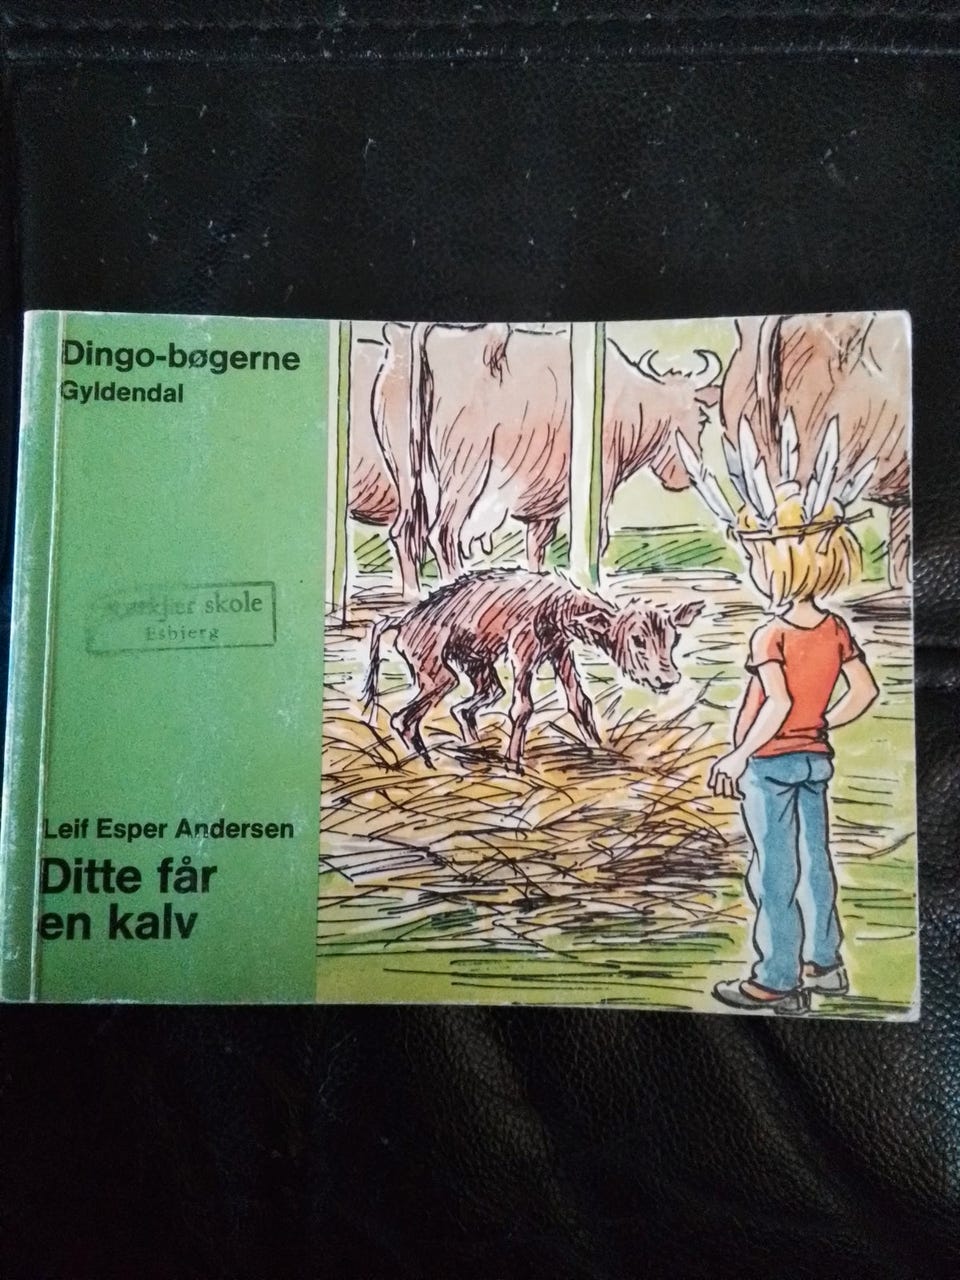 Dingo-bøgerne
Gyldendal
skole
Esbjerg
Leif Esper Andersen
Ditte får
en kalv